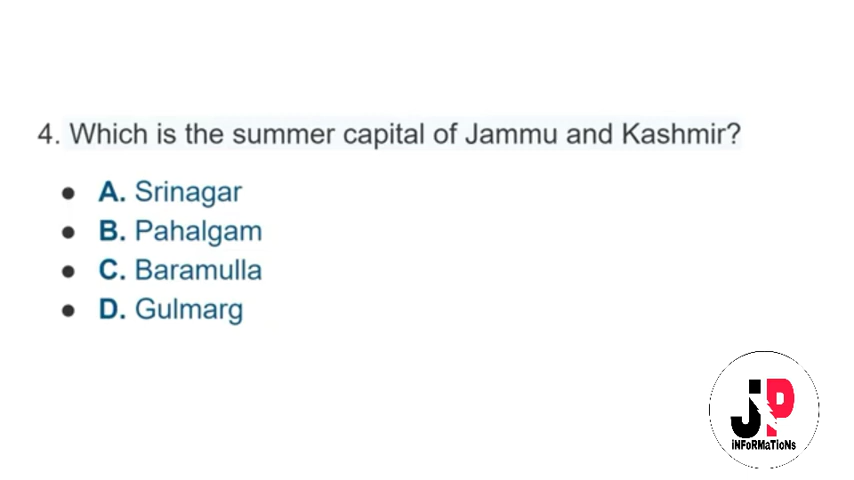 4. Which is the summer capital of Jammu and Kashmir?
● A. Srinagar
● B. Pahalgam
● C. Baramulla
● D. Gulmarg
JP
iNFoRMaTioNs